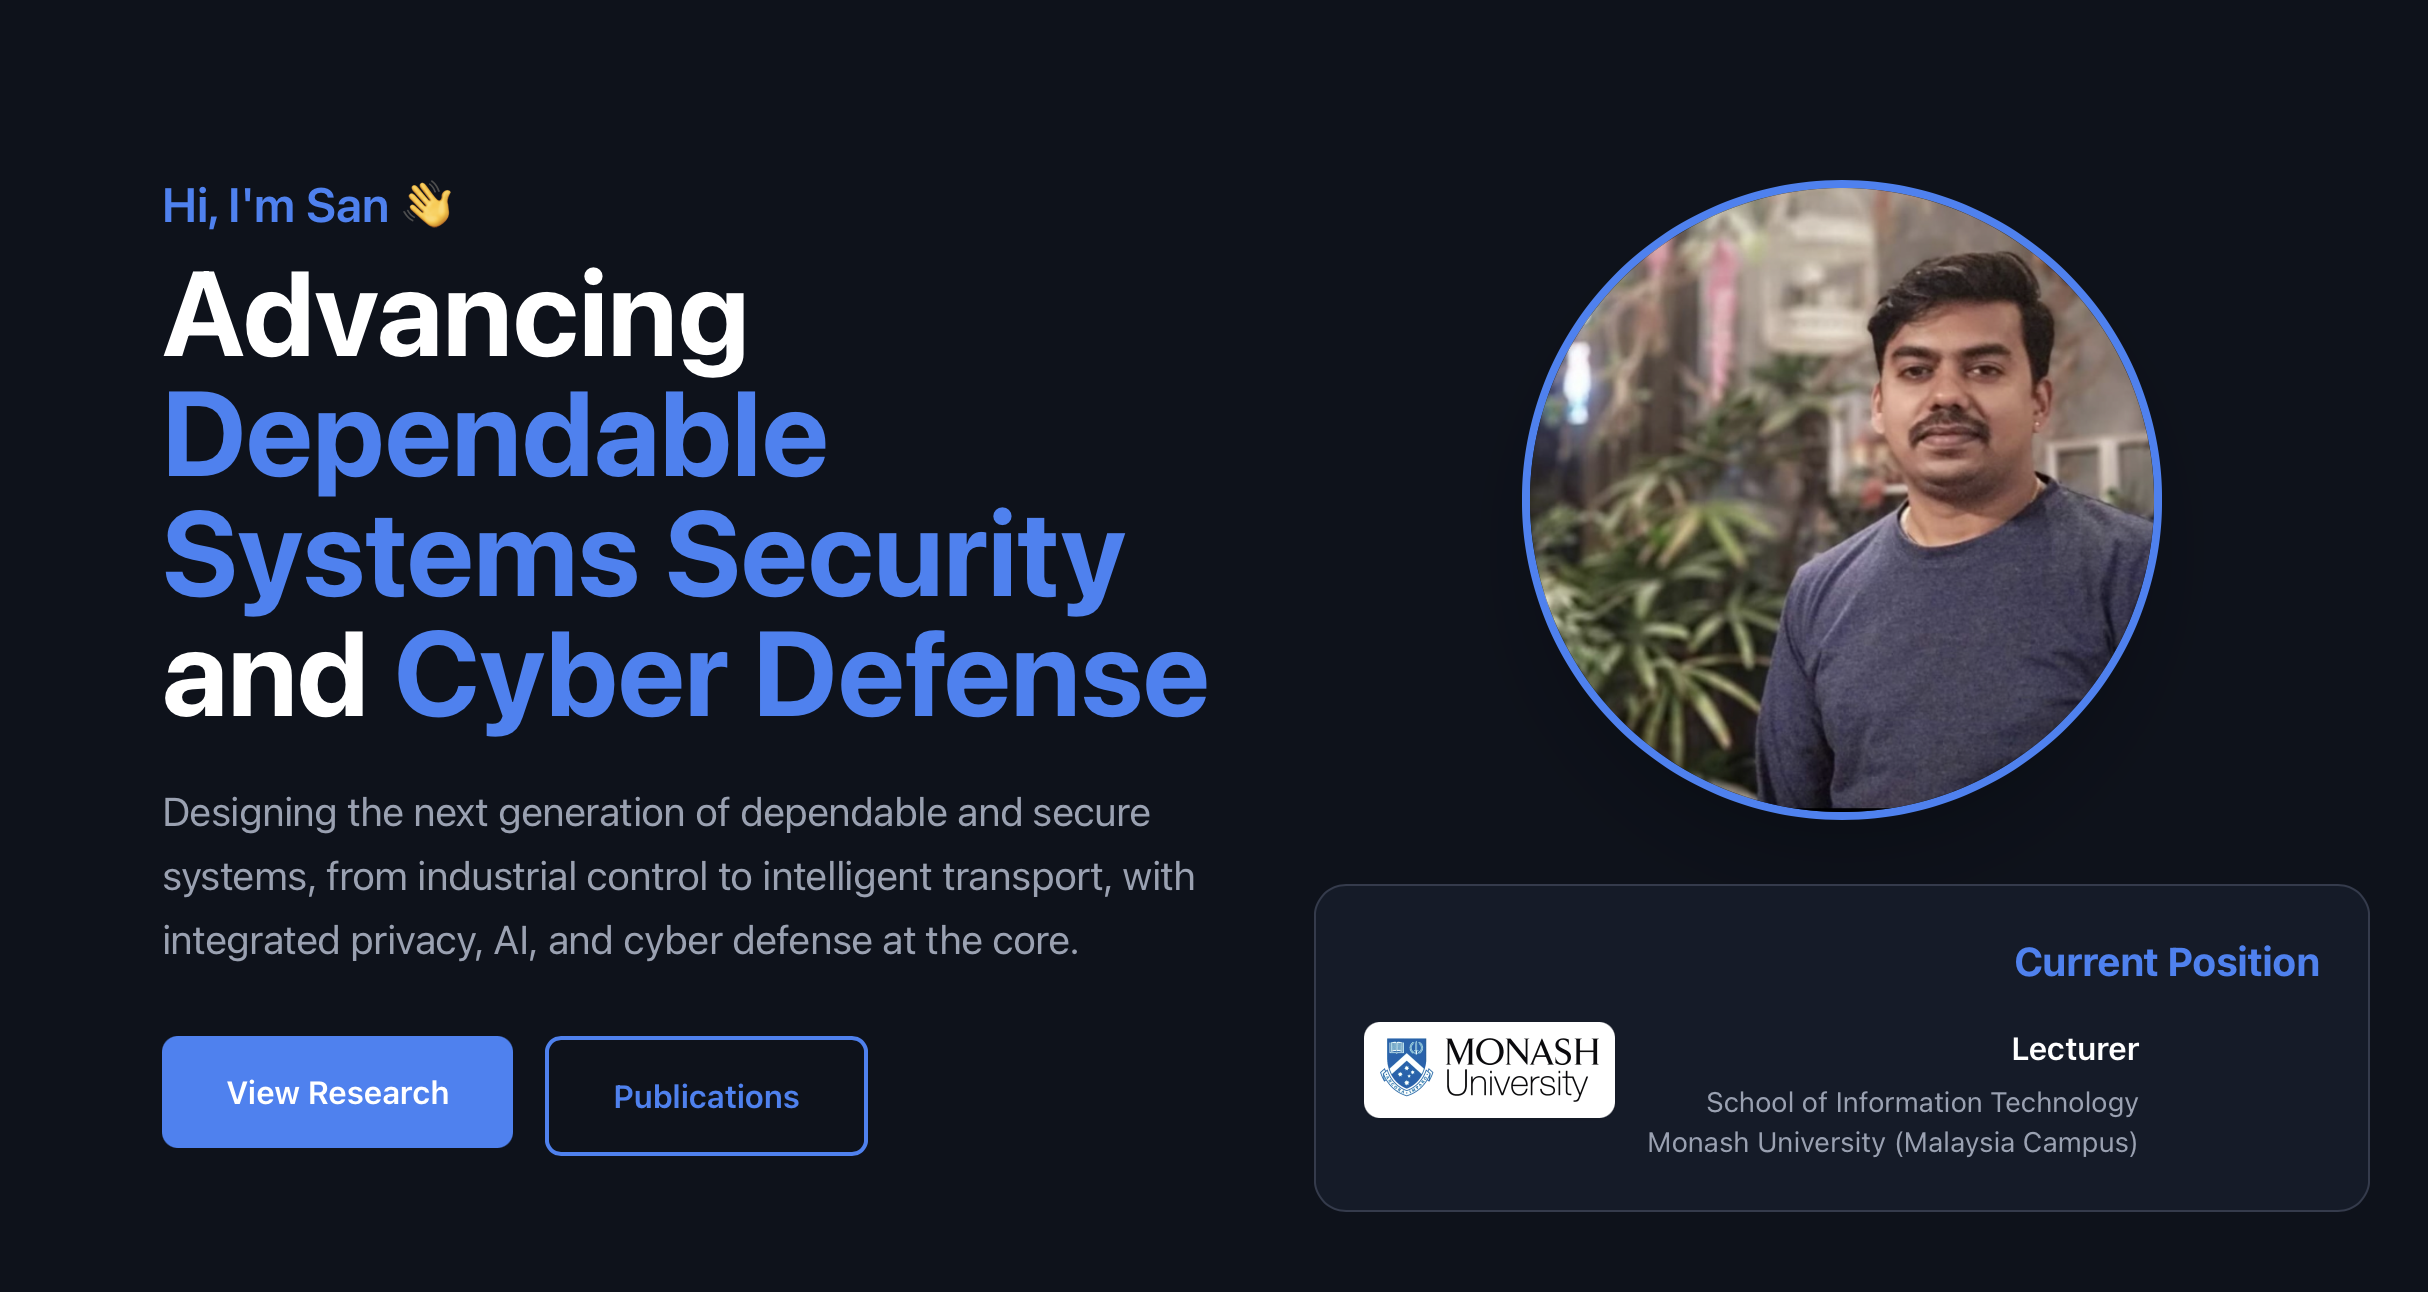 Hi, I'm San 👋
Advancing
Dependable
Systems Security
and Cyber Defense
Designing the next generation of dependable and secure
systems, from industrial control to intelligent transport, with
integrated privacy, AI, and cyber defense at the core.
View Research
Publications
Current Position
MONASH
University
Lecturer
School of Information Technology
Monash University (Malaysia Campus)